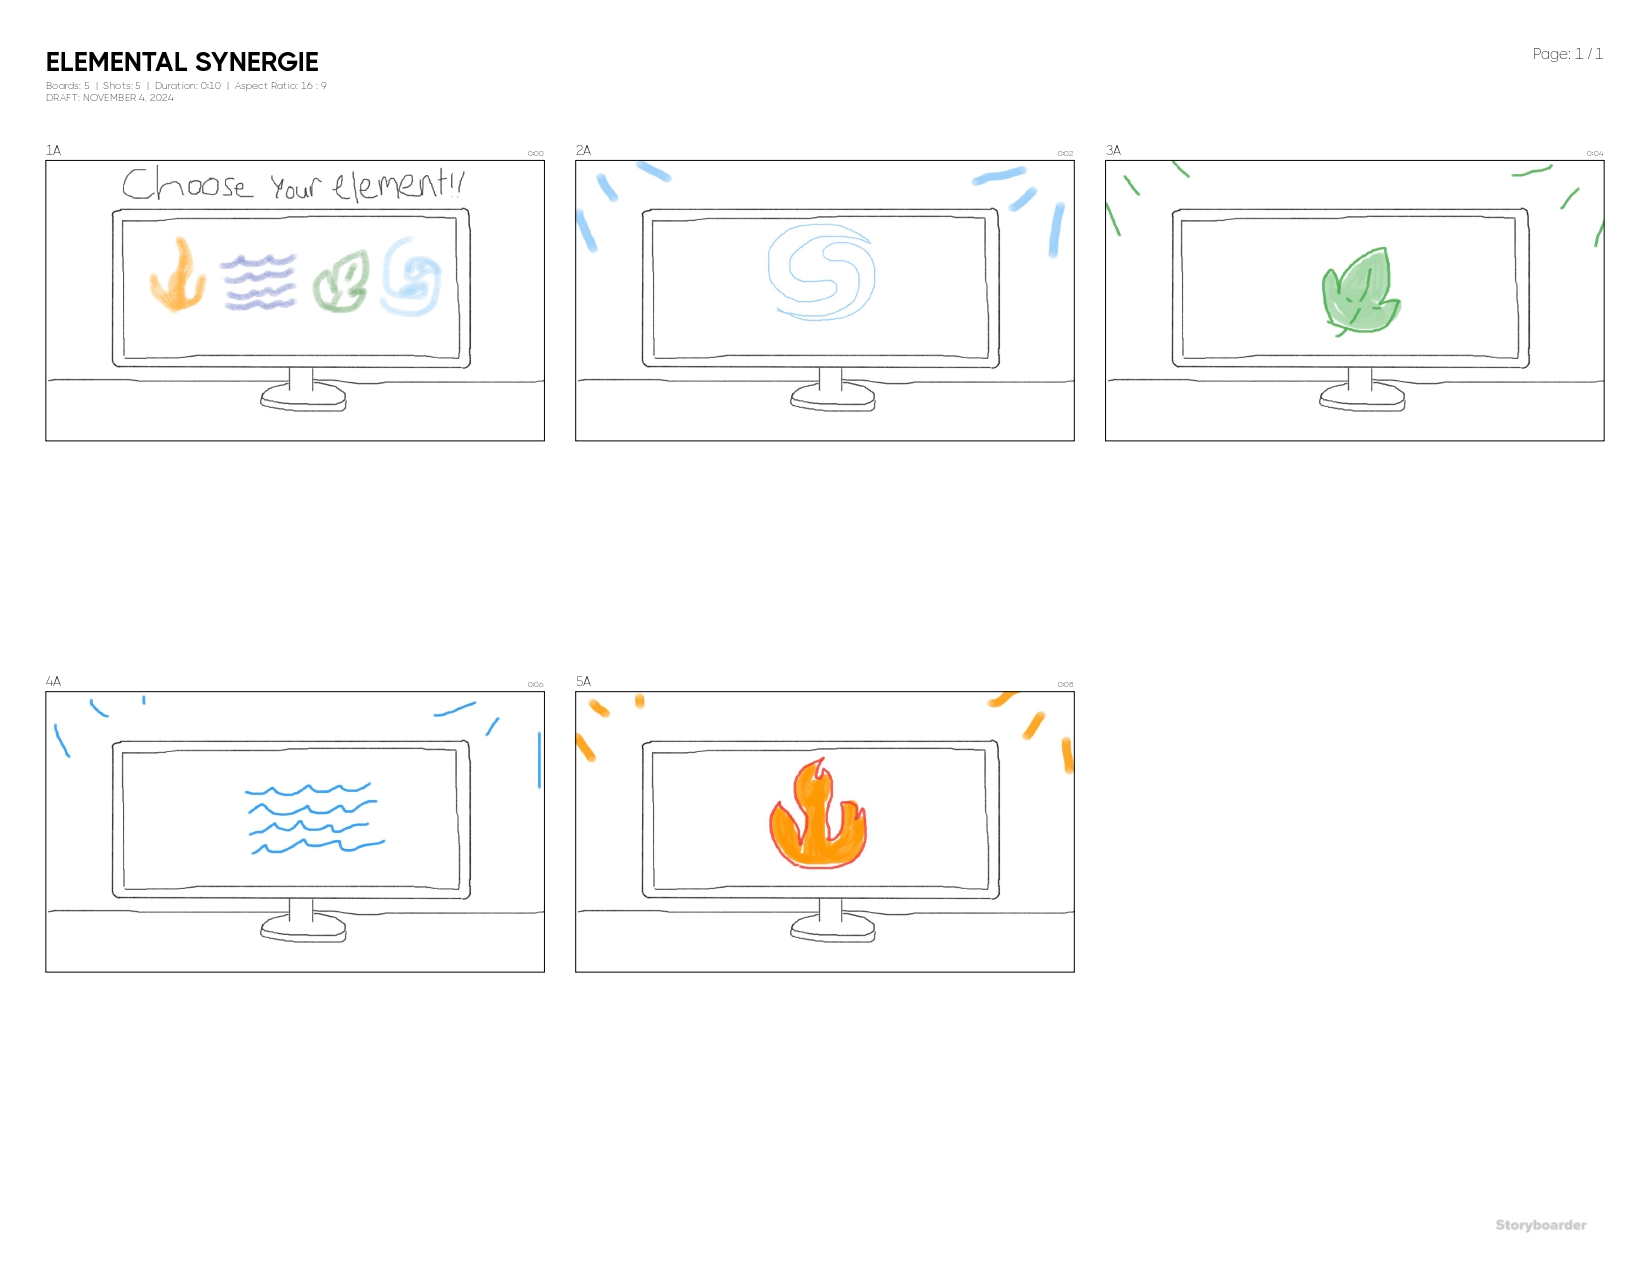 ELEMENTAL SYNERGIE
Page: 1 / 1
Boards: 5 | Shots: 5 | Duration: 0:10 | Aspect Ratio: 16 : 9
DRAFT: NOVEMBER 4, 2024
1A
0:00
2A
0:02
3A
0:04
Choose Your element!!
4A
0:06
5A
0:08
Storyboarder